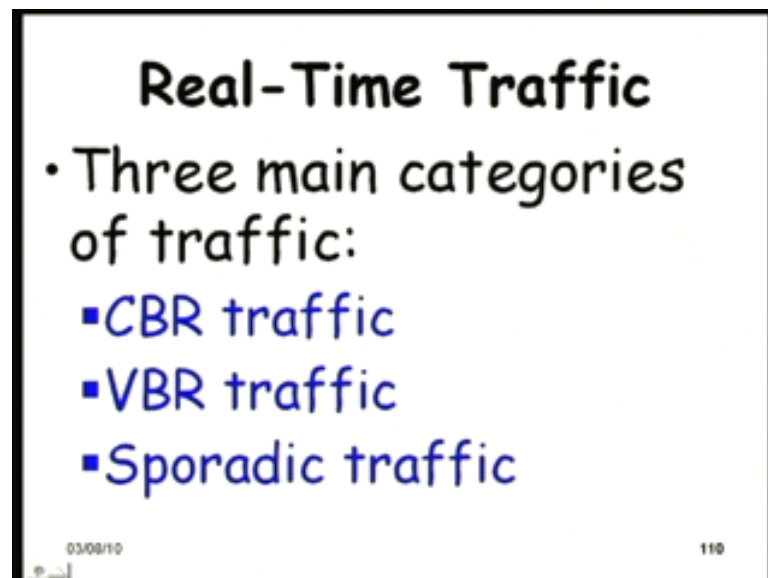 Real-Time Traffic
• Three main categories
of traffic:
▪CBR traffic
▪VBR traffic
▪Sporadic traffic
03/08/10 110